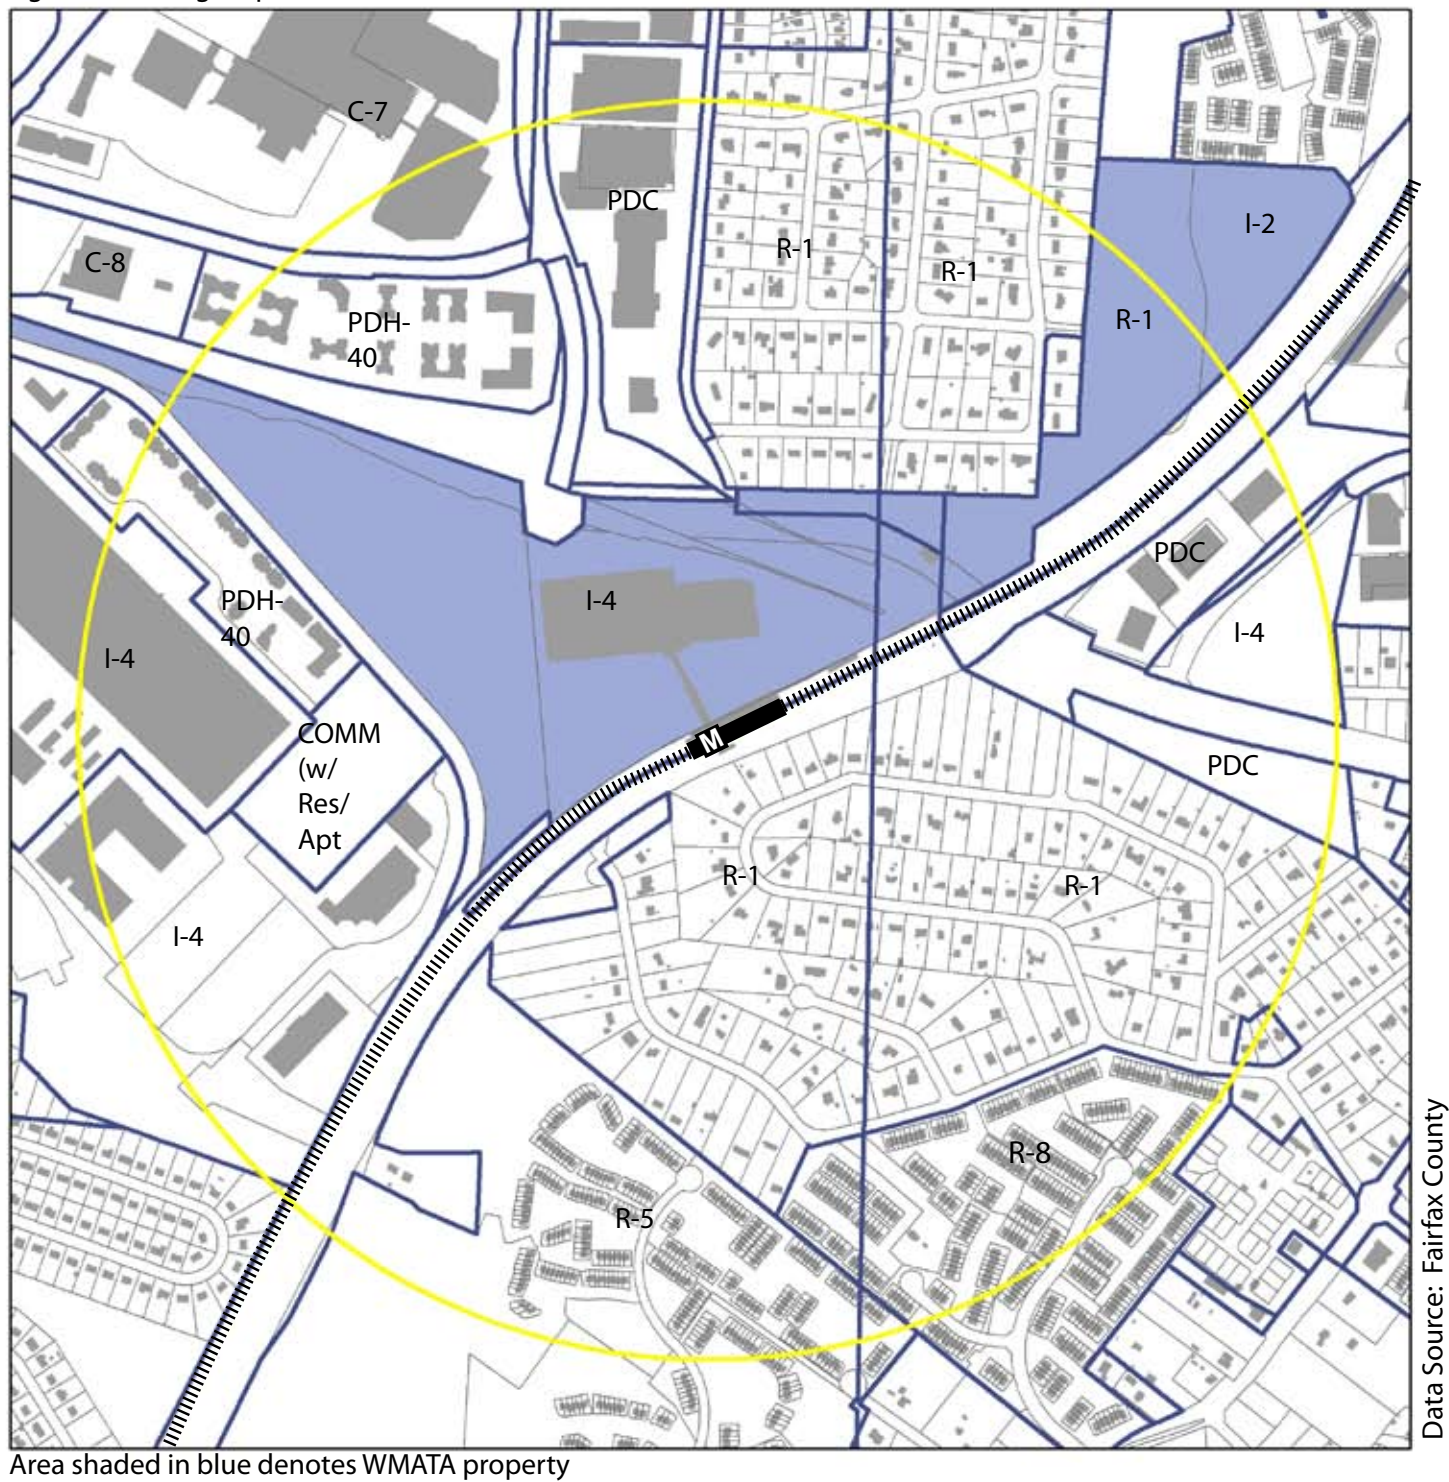 C-7
PDC
I-2
R-1
C-8
R-1
PDH-
40
R-1
PDC
I-4
PDH-
40
I-4
I-4
COMM
(w/
Res/
Apt
M
PDC
R-1
R-1
I-4
R-8
R-5
Data Source: Fairfax County
Area shaded in blue denotes WMATA property